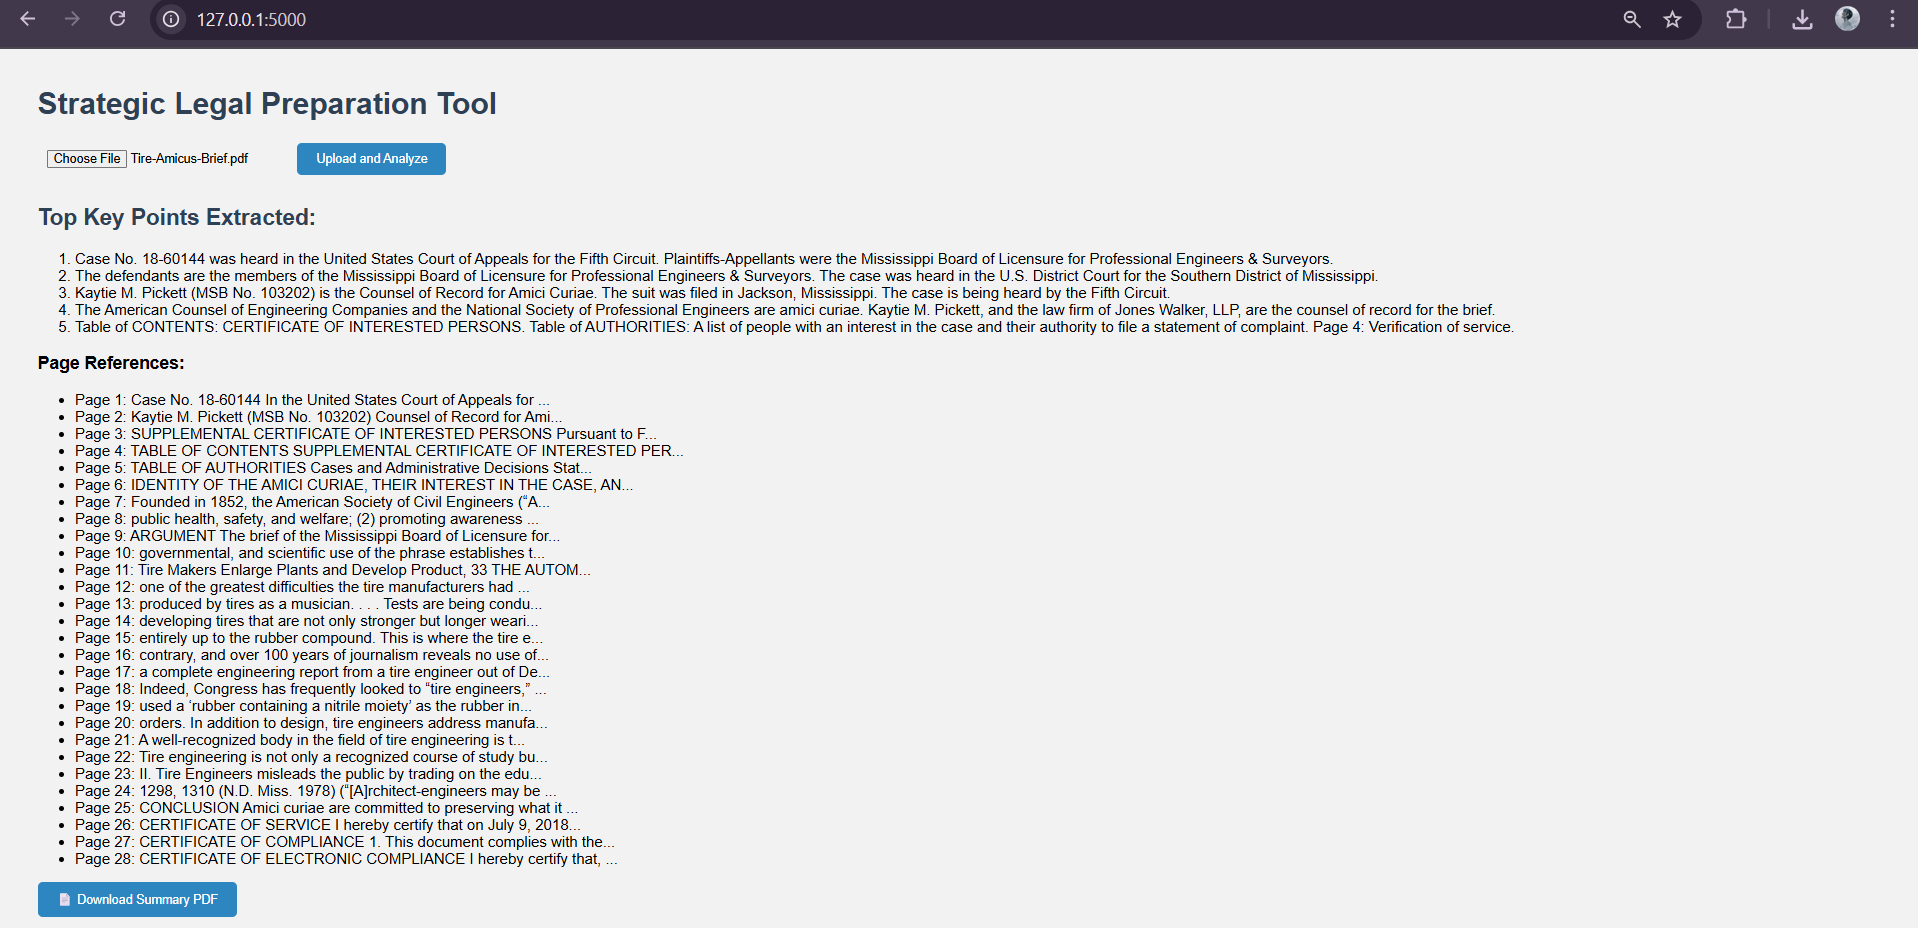 127.0.0.1:5000
Strategic Legal Preparation Tool
Choose File Tire-Amicus-Brief.pdf Upload and Analyze
Top Key Points Extracted:
1. Case No. 18-60144 was heard in the United States Court of Appeals for the Fifth Circuit. Plaintiffs-Appellants were the Mississippi Board of Licensure for Professional Engineers & Surveyors.
2. The defendants are the members of the Mississippi Board of Licensure for Professional Engineers & Surveyors. The case was heard in the U.S. District Court for the Southern District of Mississippi.
3. Kaytie M. Pickett (MSB No. 103202) is the Counsel of Record for Amici Curiae. The suit was filed in Jackson, Mississippi. The case is being heard by the Fifth Circuit.
4. The American Counsel of Engineering Companies and the National Society of Professional Engineers are amici curiae. Kaytie M. Pickett, and the law firm of Jones Walker, LLP, are the counsel of record for the brief.
5. Table of CONTENTS: CERTIFICATE OF INTERESTED PERSONS. Table of AUTHORITIES: A list of people with an interest in the case and their authority to file a statement of complaint. Page 4: Verification of service.
Page References:
• Page 1: Case No. 18-60144 In the United States Court of Appeals for ...
• Page 2: Kaytie M. Pickett (MSB No. 103202) Counsel of Record for Ami...
• Page 3: SUPPLEMENTAL CERTIFICATE OF INTERESTED PERSONS Pursuant to F...
• Page 4: TABLE OF CONTENTS SUPPLEMENTAL CERTIFICATE OF INTERESTED PER...
• Page 5: TABLE OF AUTHORITIES Cases and Administrative Decisions Stat...
• Page 6: IDENTITY OF THE AMICI CURIAE, THEIR INTEREST IN THE CASE, AN...
• Page 7: Founded in 1852, the American Society of Civil Engineers (“A...
• Page 8: public health, safety, and welfare; (2) promoting awareness ...
• Page 9: ARGUMENT The brief of the Mississippi Board of Licensure for...
• Page 10: governmental, and scientific use of the phrase establishes t...
• Page 11: Tire Makers Enlarge Plants and Develop Product, 33 THE AUTOM...
• Page 12: one of the greatest difficulties the tire manufacturers had ...
• Page 13: produced by tires as a musician. . . . Tests are being condu...
• Page 14: developing tires that are not only stronger but longer weari...
• Page 15: entirely up to the rubber compound. This is where the tire e...
• Page 16: contrary, and over 100 years of journalism reveals no use of...
• Page 17: a complete engineering report from a tire engineer out of De...
• Page 18: Indeed, Congress has frequently looked to “tire engineers,” ...
• Page 19: used a ‘rubber containing a nitrile moiety’ as the rubber in...
• Page 20: orders. In addition to design, tire engineers address manufa...
• Page 21: A well-recognized body in the field of tire engineering is t...
• Page 22: Tire engineering is not only a recognized course of study bu...
• Page 23: II. Tire Engineers misleads the public by trading on the edu...
• Page 24: 1298, 1310 (N.D. Miss. 1978) (“[A]rchitect-engineers may be ...
• Page 25: CONCLUSION Amici curiae are committed to preserving what it ...
• Page 26: CERTIFICATE OF SERVICE I hereby certify that on July 9, 2018...
• Page 27: CERTIFICATE OF COMPLIANCE 1. This document complies with the...
• Page 28: CERTIFICATE OF ELECTRONIC COMPLIANCE I hereby certify that, ...
Download Summary PDF